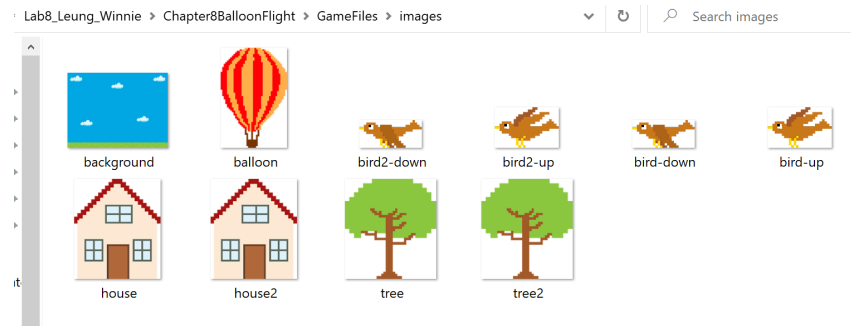 Lab8_Leung_Winnie > Chapter8BalloonFlight > GameFiles > images
Search images
background
balloon
bird2-down
bird2-up
bird-down
bird-up
house
house2
tree
tree2